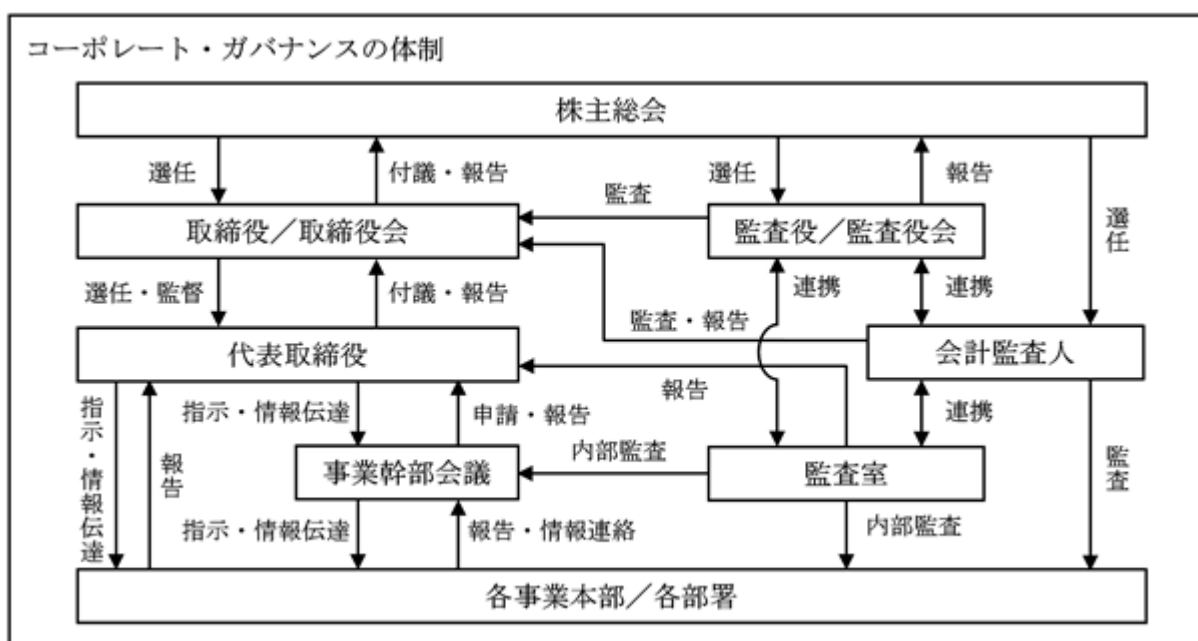 コーポレート・ガバナンスの体制
株主総会
選任
付議・報告
選任
報告
監査
選任
取締役／取締役会
監査役／監査役会
選任・監督
付議・報告
連携
連携
監査・報告
代表取締役
会計監査人
報告
指示・情報伝達
報告
指示・情報伝達
申請・報告
連携
内部監査
監査
事業幹部会議
監査室
指示・情報伝達
報告・情報連絡
内部監査
各事業本部／各部署